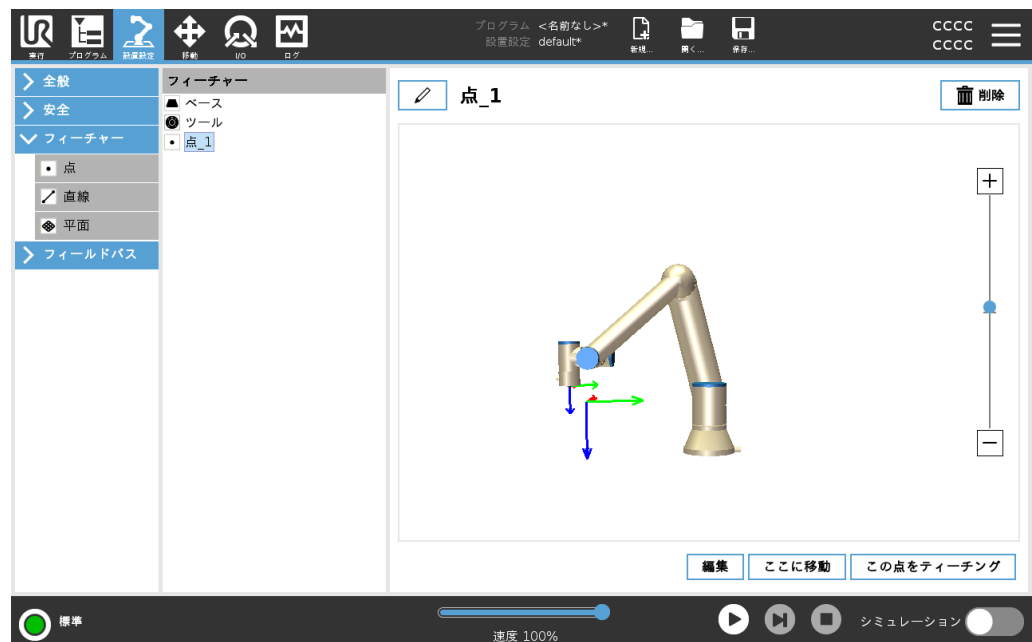 UR
実行
プログラム
設置設定
移動
I/O
ログ
プログラム <名前なし>*
設置設定 default*
新規...
開く...
保存...
CCCC
CCCC
全般
安全
フィーチャー
点
直線
平面
フィールドバス
フィーチャー
ベース
ツール
点_1
点_1
削除
編集
ここに移動
この点をティーチング
標準
速度 100%
シミュレーション